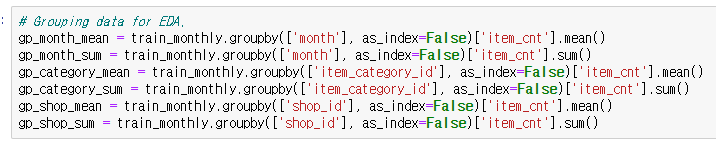 # Grouping data for EDA.
gp_month_mean = train_monthly.groupby(['month'], as_index=False)['item_cnt'].mean()
gp_month_sum = train_monthly.groupby(['month'], as_index=False)['item_cnt'].sum()
gp_category_mean = train_monthly.groupby(['item_category_id'], as_index=False)['item_cnt'].mean()
gp_category_sum = train_monthly.groupby(['item_category_id'], as_index=False)['item_cnt'].sum()
gp_shop_mean = train_monthly.groupby(['shop_id'], as_index=False)['item_cnt'].mean()
gp_shop_sum = train_monthly.groupby(['shop_id'], as_index=False)['item_cnt'].sum()